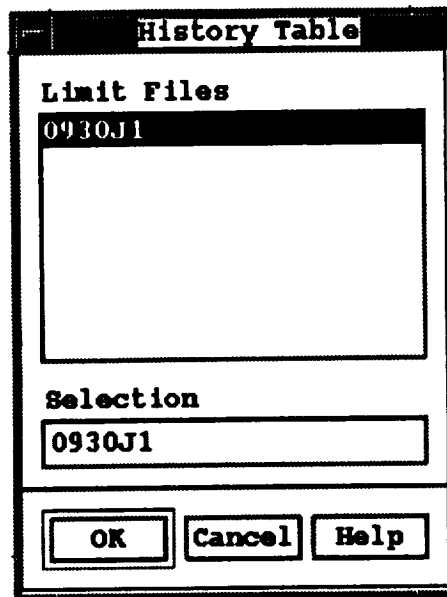 History Table
Limit Files
0930J1
Selection
0930J1
OK Cancel Help